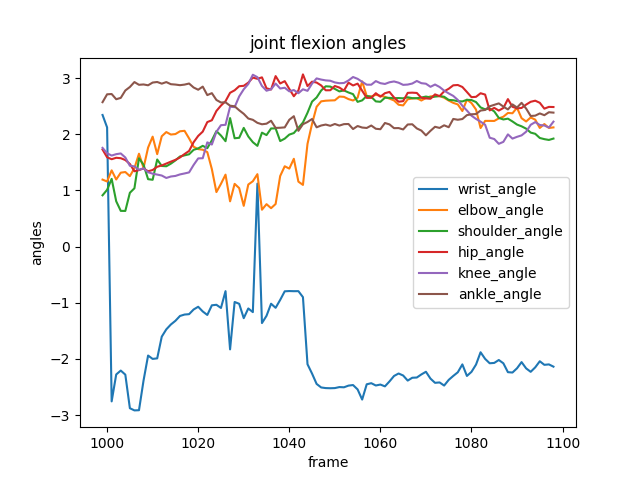 joint flexion angles
3
2
1
0
−1
−2
−3
angles
wrist_angle
elbow_angle
shoulder_angle
hip_angle
knee_angle
ankle_angle
1000 1020 1040 1060 1080 1100
frame